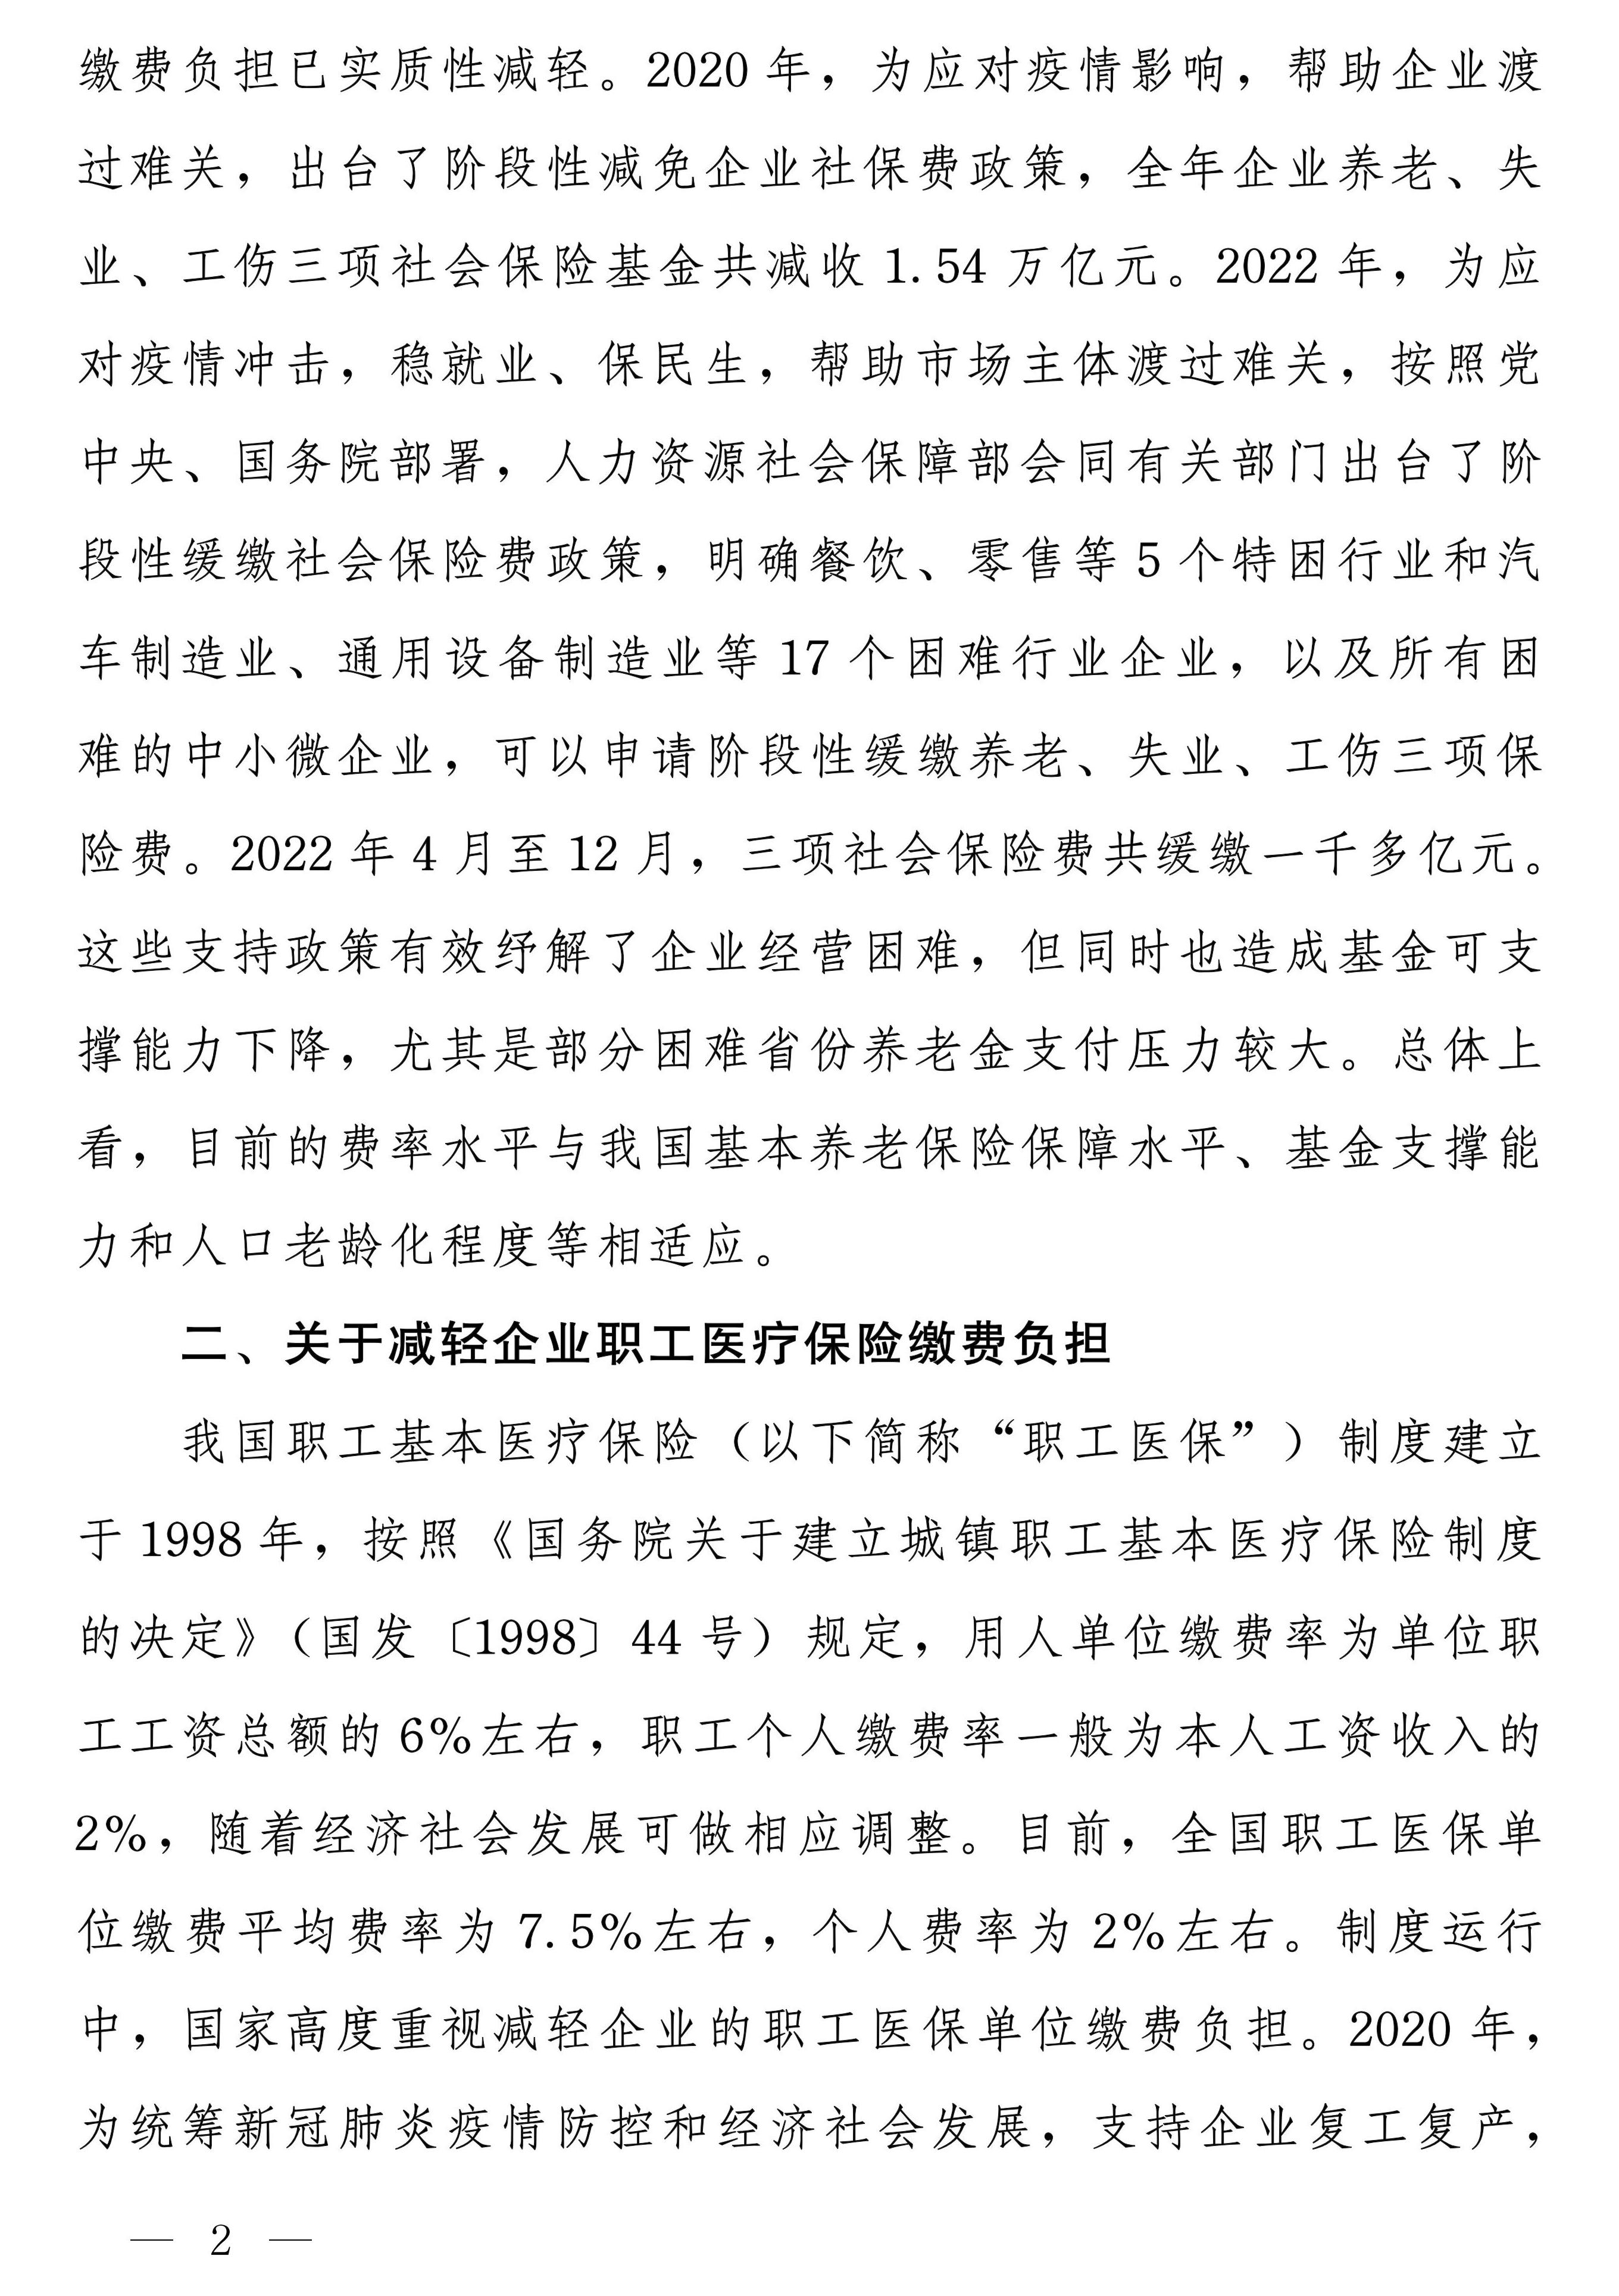 缴费负担已实质性减轻。2020 年，为应对疫情影响，帮助企业渡
过难关，出台了阶段性减免企业社保费政策，全年企业养老、失
业、工伤三项社会保险基金共减收 1.54 万亿元。2022 年，为应
对疫情冲击，稳就业、保民生，帮助市场主体渡过难关，按照党
中央、国务院部署，人力资源社会保障部会同有关部门出台了阶
段性缓缴社会保险费政策，明确餐饮、零售等 5 个特困行业和汽
车制造业、通用设备制造业等 17 个困难行业企业，以及所有困
难的中小微企业，可以申请阶段性缓缴养老、失业、工伤三项保
险费。2022 年 4 月至 12 月，三项社会保险费共缓缴一千多亿元。
这些支持政策有效纾解了企业经营困难，但同时也造成基金可支
撑能力下降，尤其是部分困难省份养老金支付压力较大。总体上
看，目前的费率水平与我国基本养老保险保障水平、基金支撑能
力和人口老龄化程度等相适应。
二、关于减轻企业职工医疗保险缴费负担
我国职工基本医疗保险（以下简称“职工医保”）制度建立
于 1998 年，按照《国务院关于建立城镇职工基本医疗保险制度
的决定》（国发〔1998〕44 号）规定，用人单位缴费率为单位职
工工资总额的 6%左右，职工个人缴费率一般为本人工资收入的
2%，随着经济社会发展可做相应调整。目前，全国职工医保单
位缴费平均费率为 7.5%左右，个人费率为 2%左右。制度运行
中，国家高度重视减轻企业的职工医保单位缴费负担。2020 年，
为统筹新冠肺炎疫情防控和经济社会发展，支持企业复工复产，
— 2 —